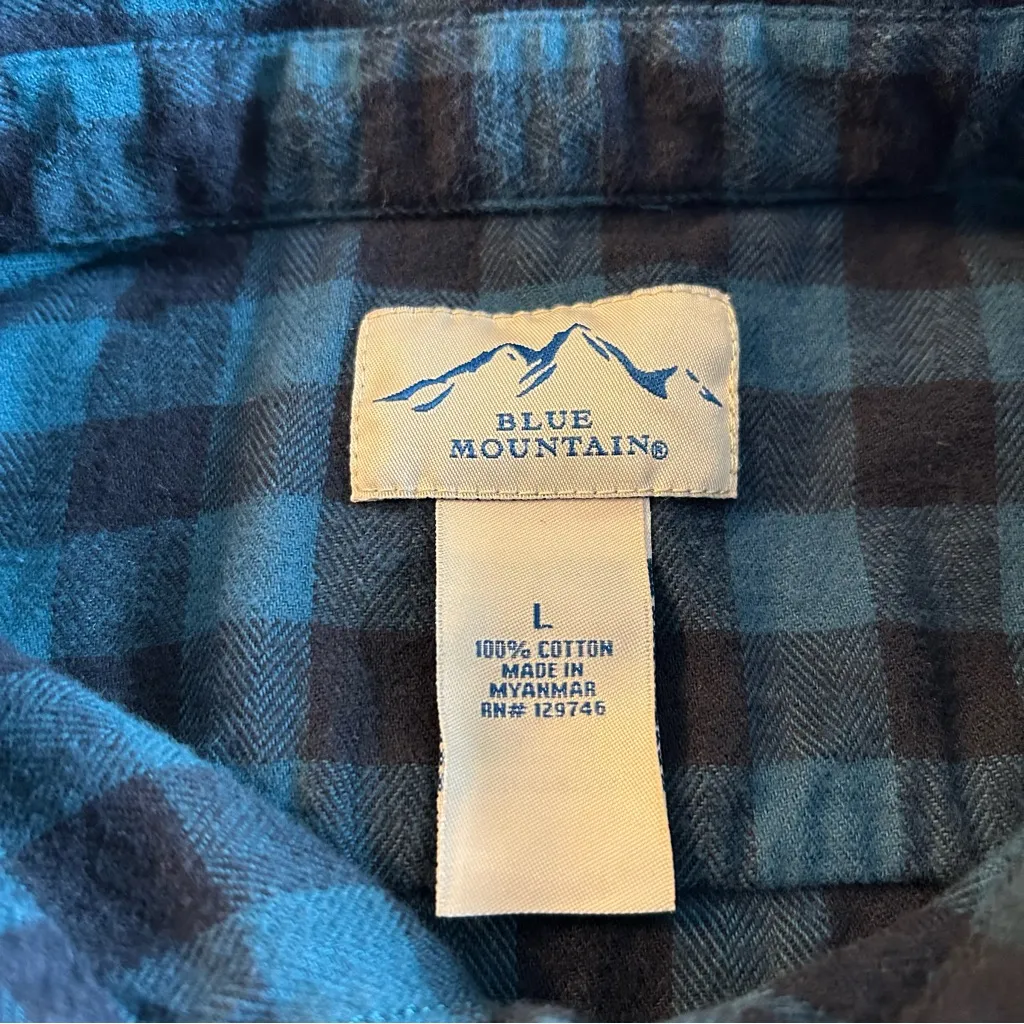 BLUE
MOUNTAIN®
L
100% COTTON
MADE IN
MYANMAR
RN# 129746